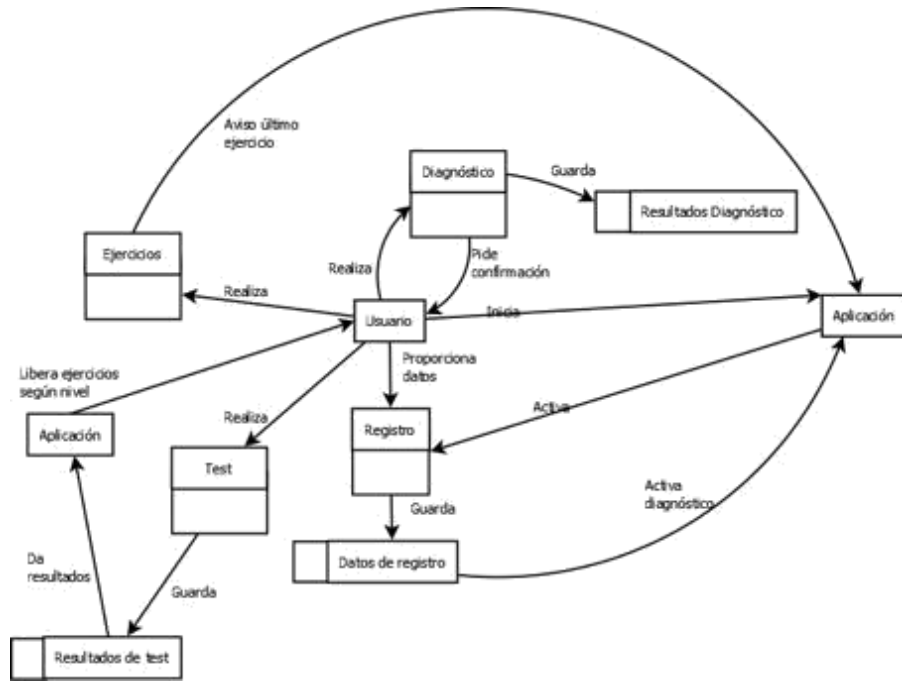 Aviso último
ejercicio
Diagnóstico
Guarda
Resultados Diagnóstico
Ejercicios
Realiza
Pide
confirmación
Realiza
Usuario
Inicia
Aplicación
Proporciona
datos
Libera ejercicios
según nivel
Aplicación
Realiza
Registro
Activa
Test
Guarda
Activa
diagnóstico
Datos de registro
Da
resultados
Guarda
Resultados de test